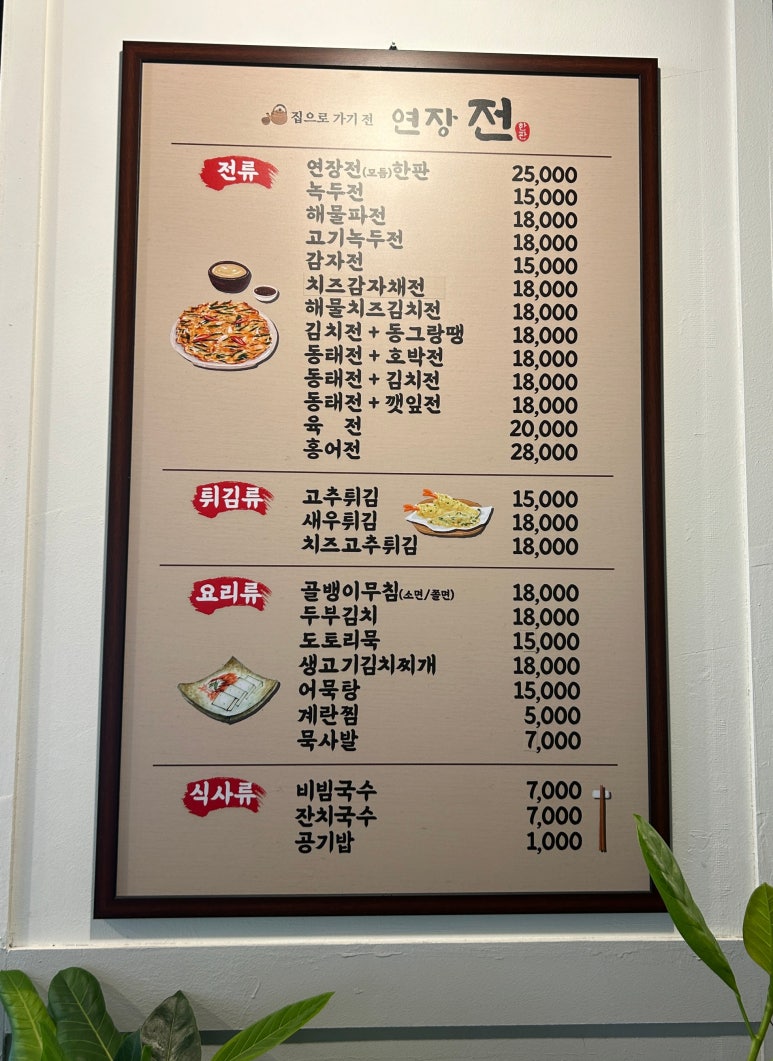 집으로 가기 전 연장전 한판
전류
연장전(모듬)한판 25,000
녹두전 15,000
해물파전 18,000
고기녹두전 18,000
감자전 15,000
치즈감자채전 18,000
해물치즈김치전 18,000
김치전 + 동그랑땡 18,000
동태전 + 호박전 18,000
동태전 + 김치전 18,000
동태전 + 깻잎전 18,000
육 전 20,000
홍어전 28,000
튀김류
고추튀김 15,000
새우튀김 18,000
치즈고추튀김 18,000
요리류
골뱅이무침(소면/쫄면) 18,000
두부김치 18,000
도토리묵 15,000
생고기김치찌개 18,000
어묵탕 15,000
계란찜 5,000
묵사발 7,000
식사류
비빔국수 7,000
잔치국수 7,000
공기밥 1,000